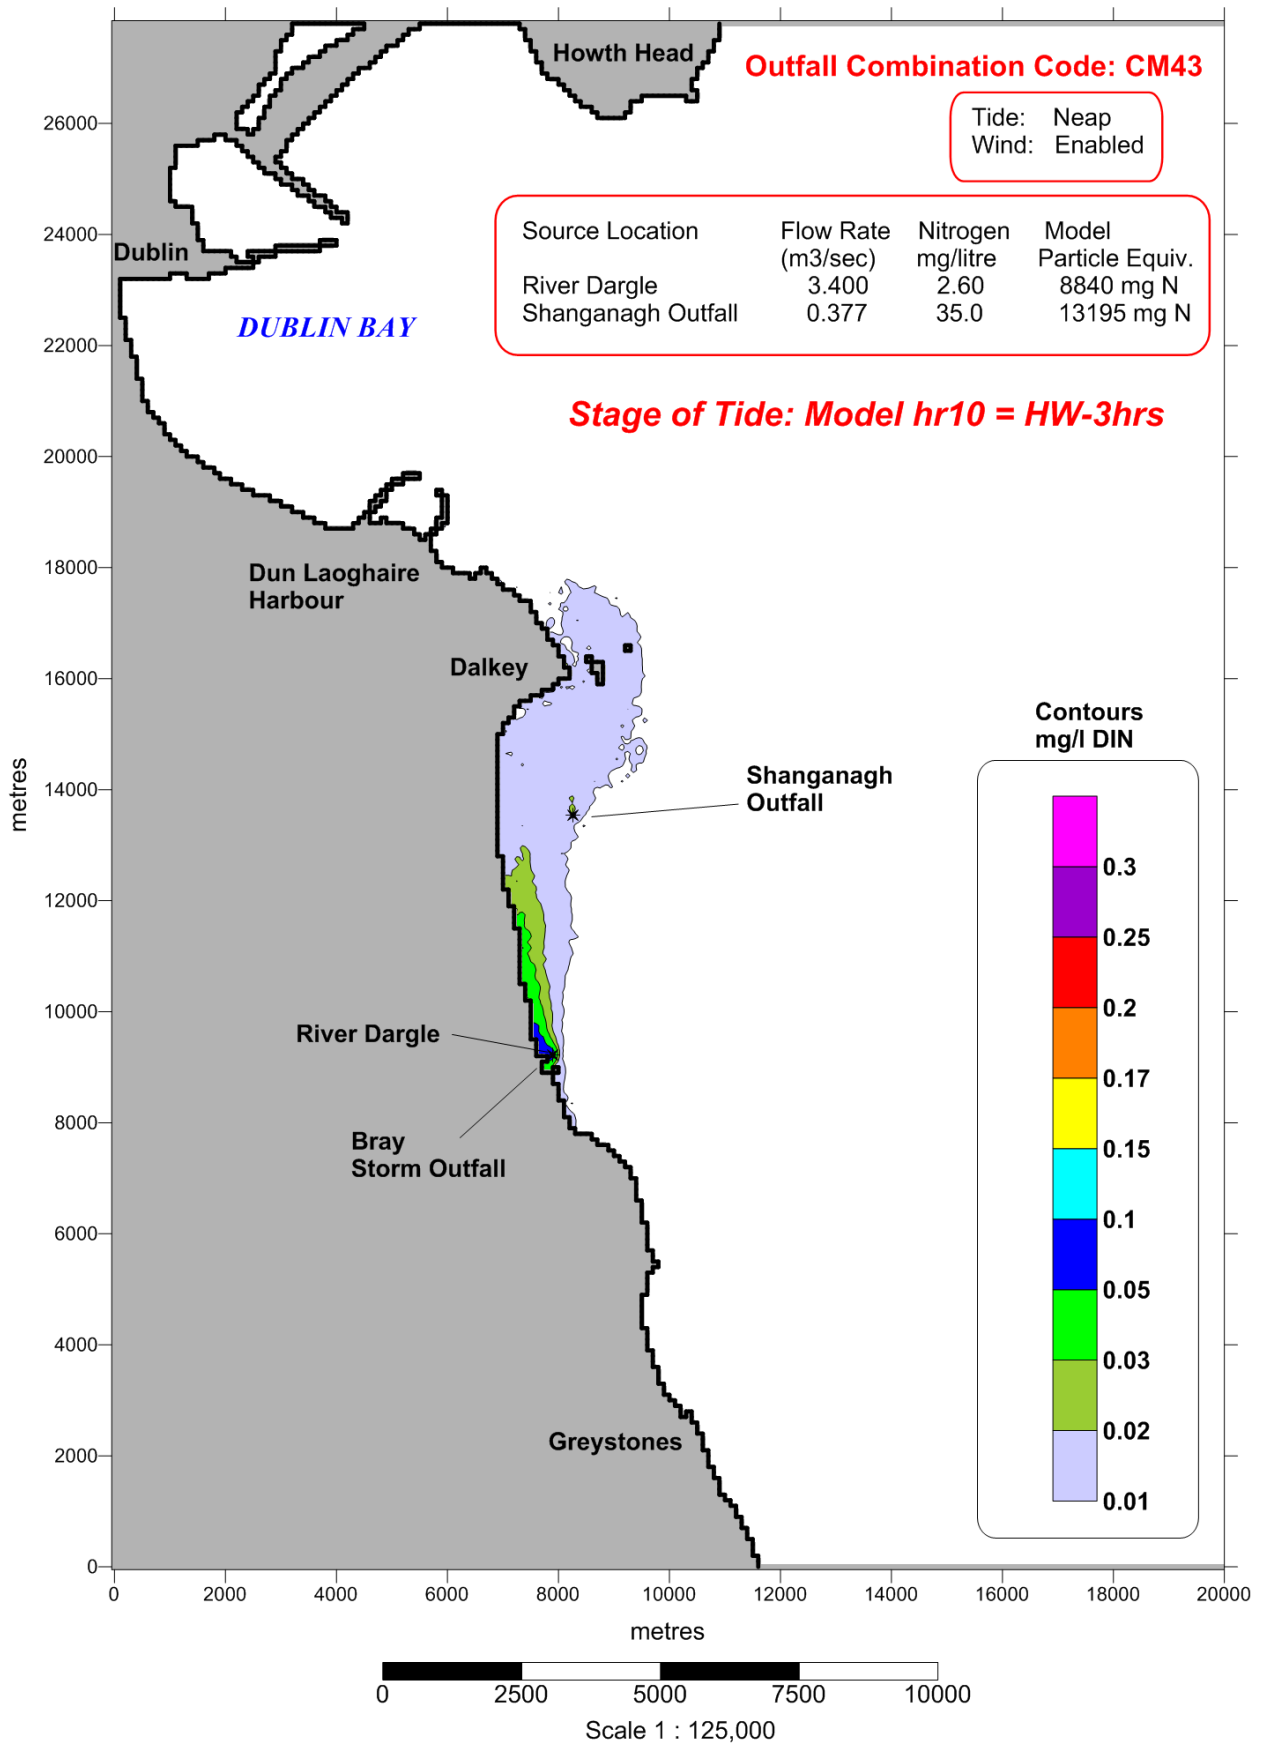 Howth Head
Outfall Combination Code: CM43
Tide: Neap
Wind: Enabled
Source Location Flow Rate Nitrogen Model
(m3/sec) mg/litre Particle Equiv.
River Dargle 3.400 2.60 8840 mg N
Shanganagh Outfall 0.377 35.0 13195 mg N
Dublin
DUBLIN BAY
Stage of Tide: Model hr10 = HW-3hrs
Dun Laoghaire
Harbour
Dalkey
Shanganagh
Outfall
River Dargle
Bray
Storm Outfall
Greystones
Contours
mg/l DIN
0.3
0.25
0.2
0.17
0.15
0.1
0.05
0.03
0.02
0.01
metres
26000
24000
22000
20000
18000
16000
14000
12000
10000
8000
6000
4000
2000
0
0 2000 4000 6000 8000 10000 12000 14000 16000 18000 20000
metres
0 2500 5000 7500 10000
Scale 1 : 125,000